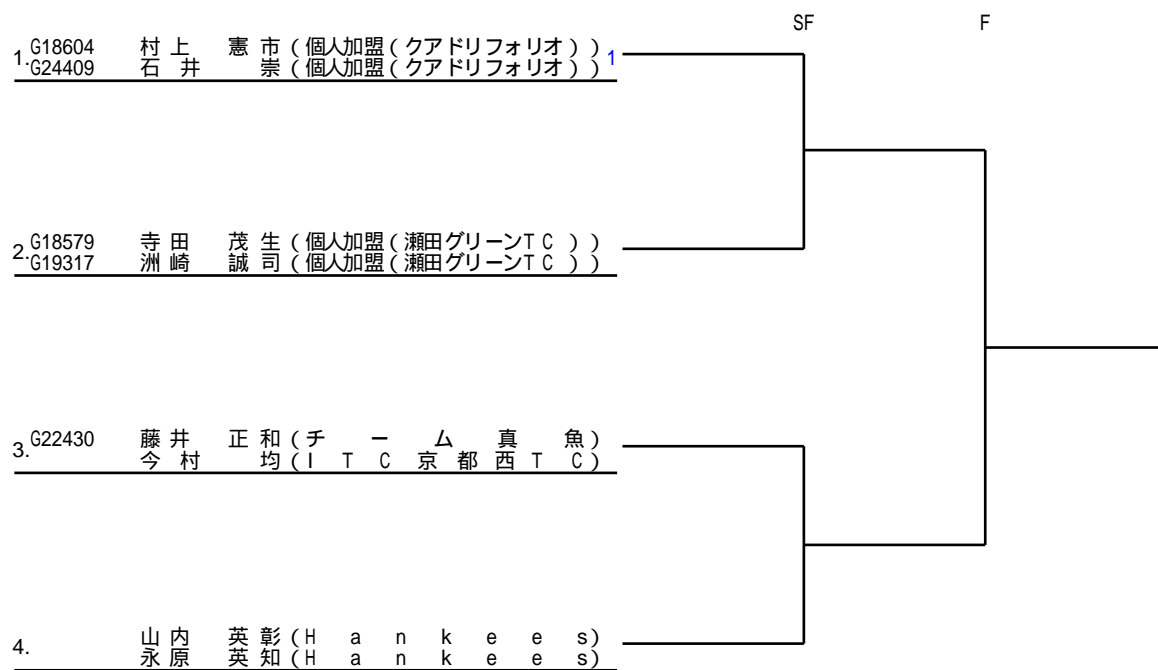 SF F
1. G18604 村上 憲市(個人加盟(クアドリフォリオ)) 1
G24409 石井 崇(個人加盟(クアドリフォリオ))
2. G18579 寺田 茂生(個人加盟(瀬田グリーンTC))
G19317 洲崎 誠司(個人加盟(瀬田グリーンTC))
3. G22430 藤井 正和(チーム真魚)
今村 均(ITC京都西TC)
4. 山内 英彰(Hankees)
永原 英知(Hankees)